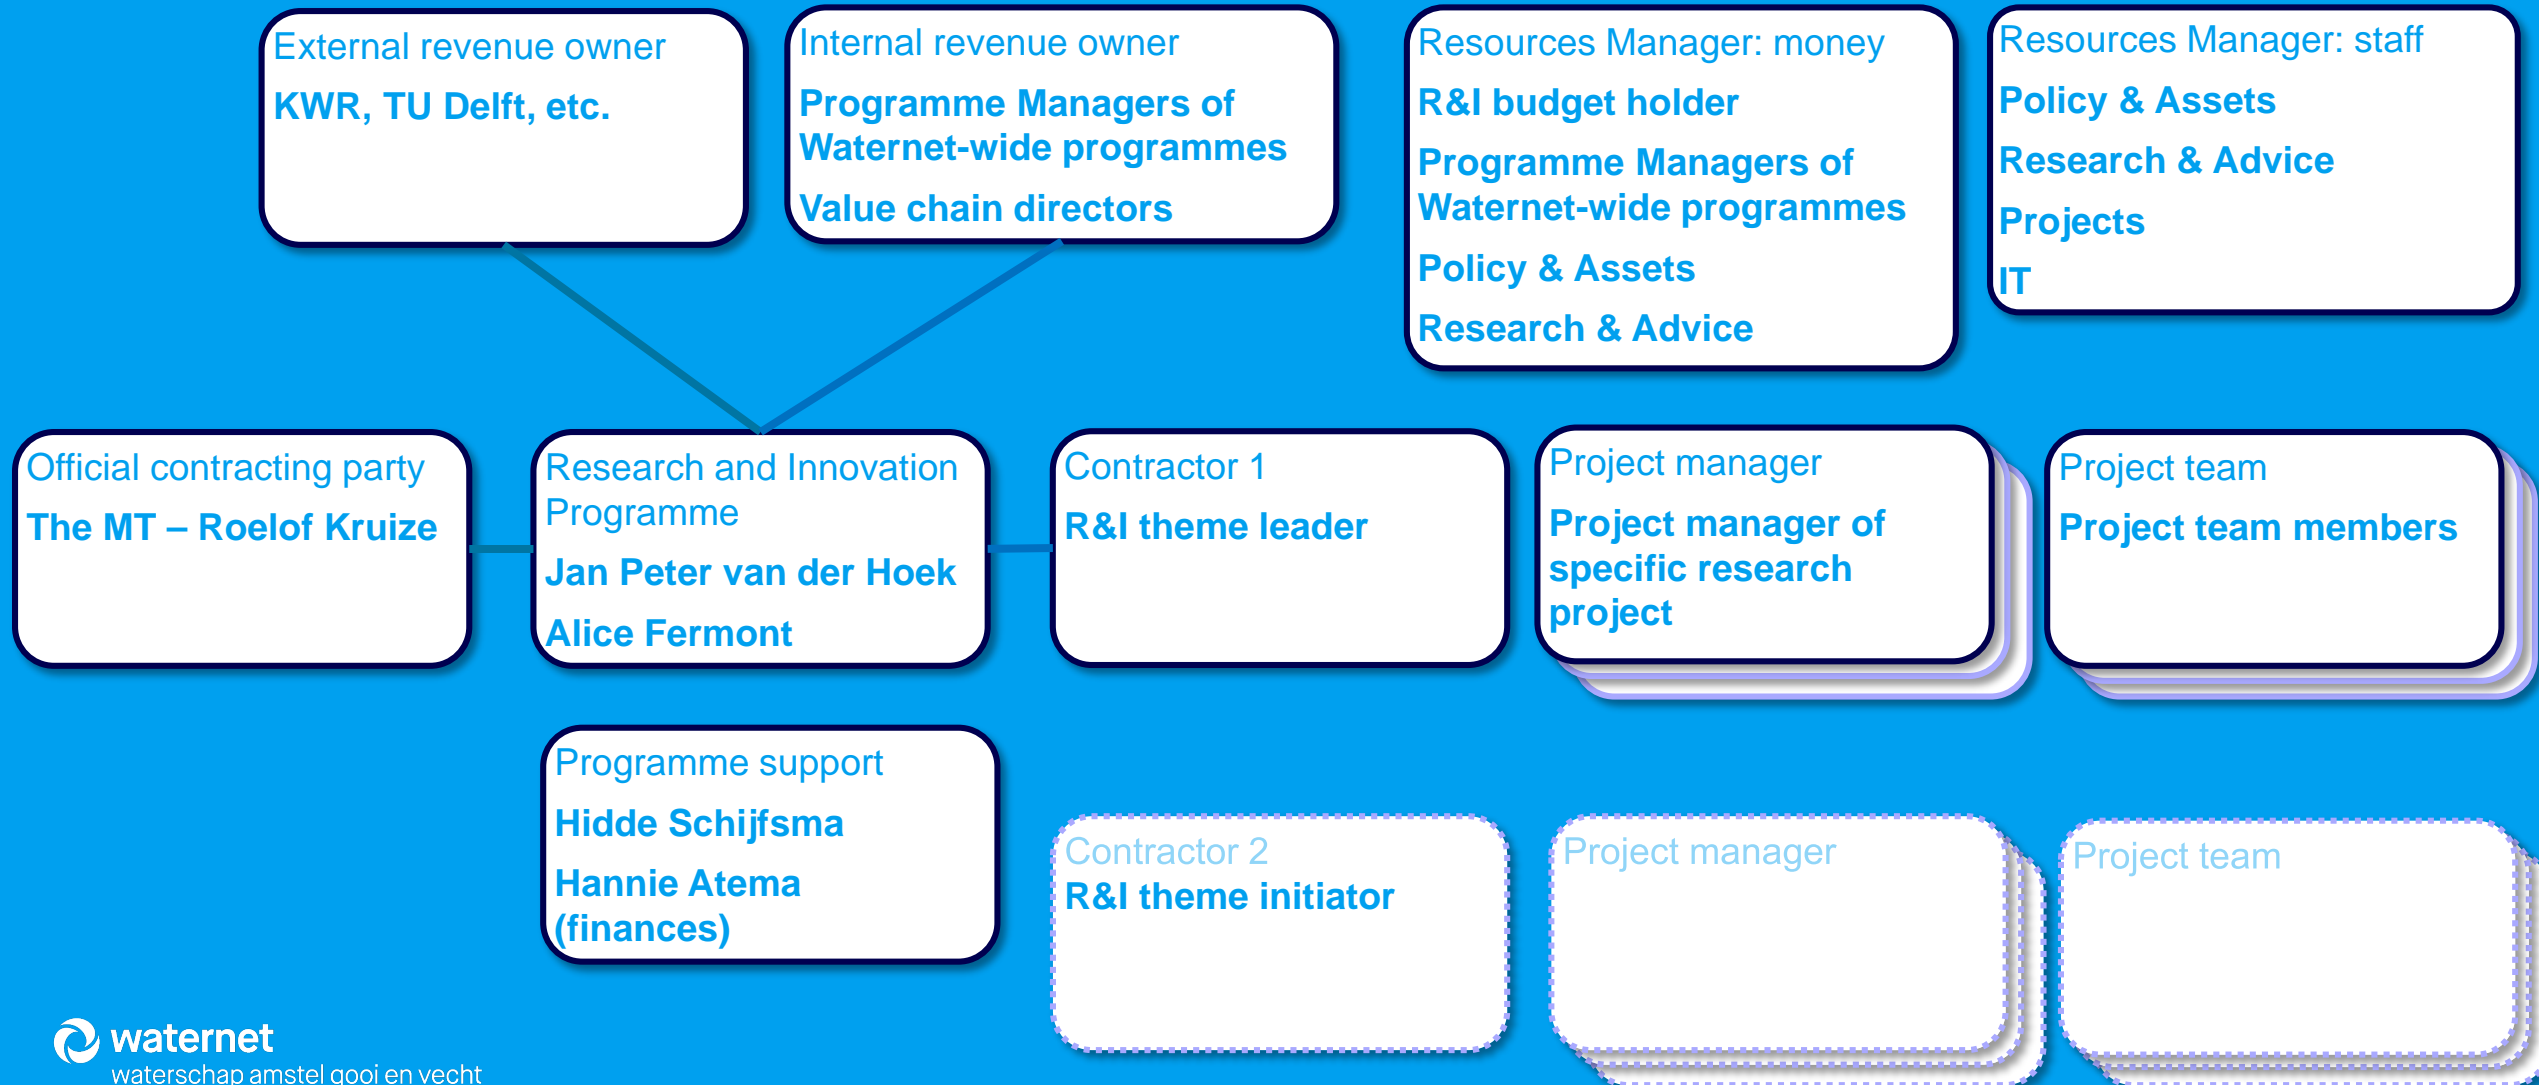 External revenue owner
KWR, TU Delft, etc.
Internal revenue owner
Programme Managers of
Waternet-wide programmes
Value chain directors
Resources Manager: money
R&I budget holder
Programme Managers of
Waternet-wide programmes
Policy & Assets
Research & Advice
Resources Manager: staff
Policy & Assets
Research & Advice
Projects
IT
Official contracting party
The MT – Roelof Kruize
Research and Innovation
Programme
Jan Peter van der Hoek
Alice Fermont
Contractor 1
R&I theme leader
Project manager
Project manager of
specific research
project
Project team
Project team members
Programme support
Hidde Schijfsma
Hannie Atema
(finances)
Contractor 2
R&I theme initiator
Project manager
Project team
waternet
waterschap amstel gooi en vecht